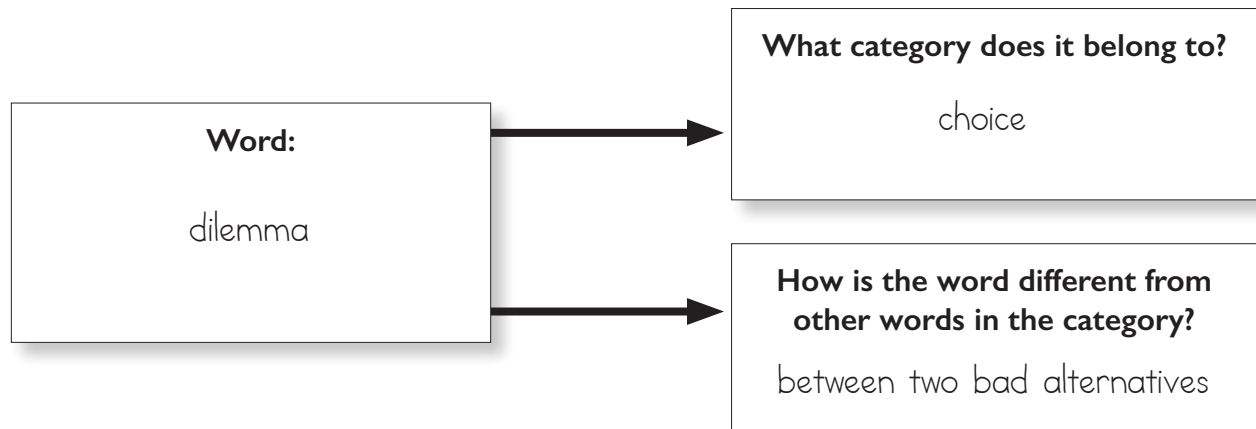 Word:
dilemma
What category does it belong to?
choice
How is the word different from
other words in the category?
between two bad alternatives